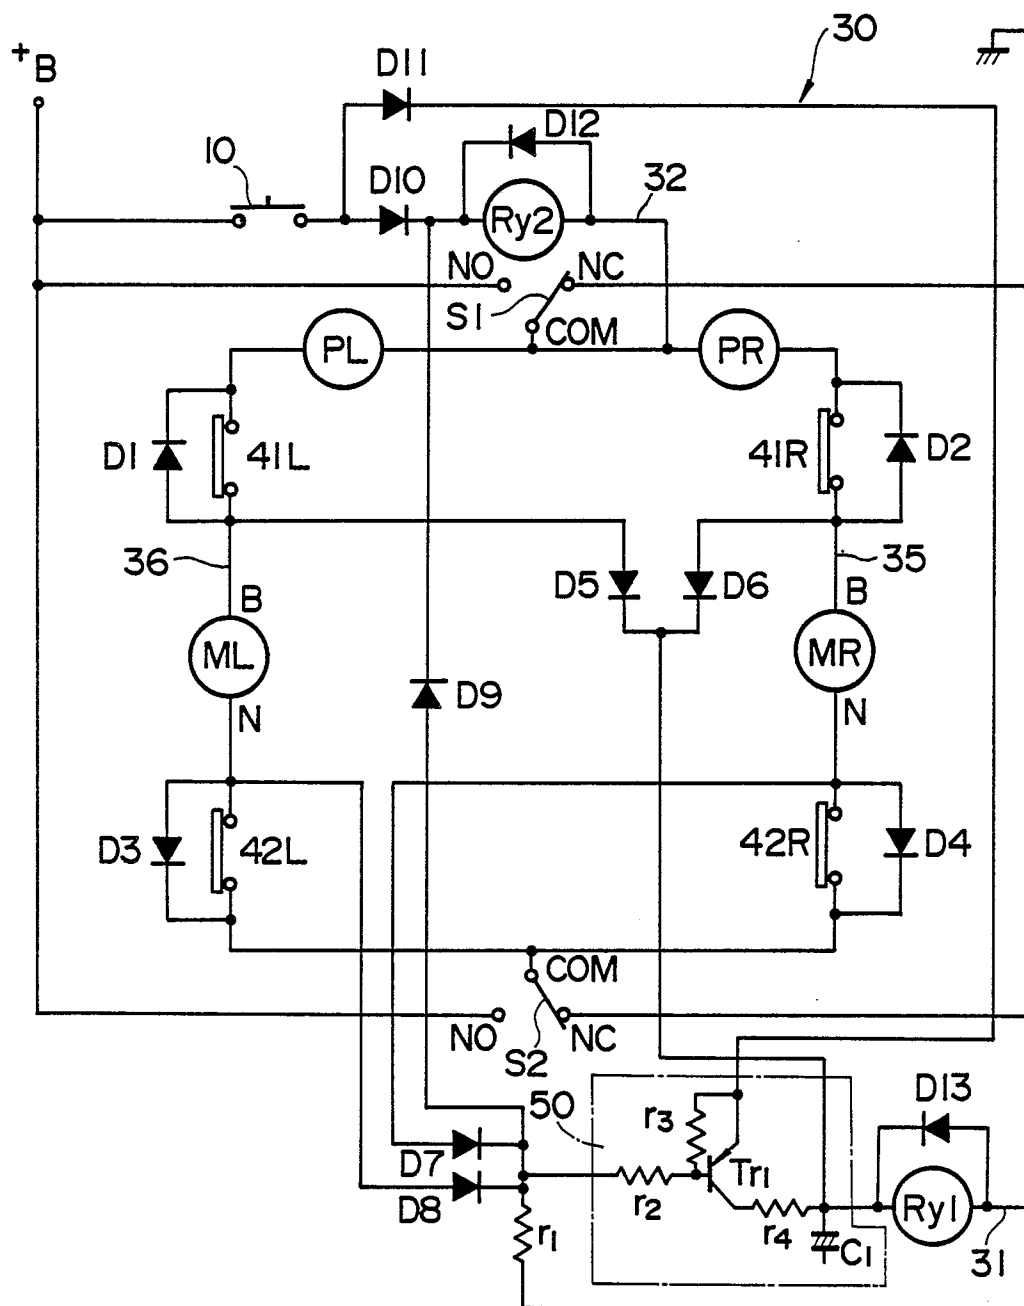 +B
30
D11
D12
10
D10
32
Ry2
NO
NC
S1
COM
PL
PR
D1
41L
41R
D2
36
35
D5
D6
B
B
ML
MR
D9
N
N
D3
42L
42R
D4
COM
NO
NC
S2
50
D13
r3
D7
Tr1
D8
r2
Ry1
r1
r4
C1
31